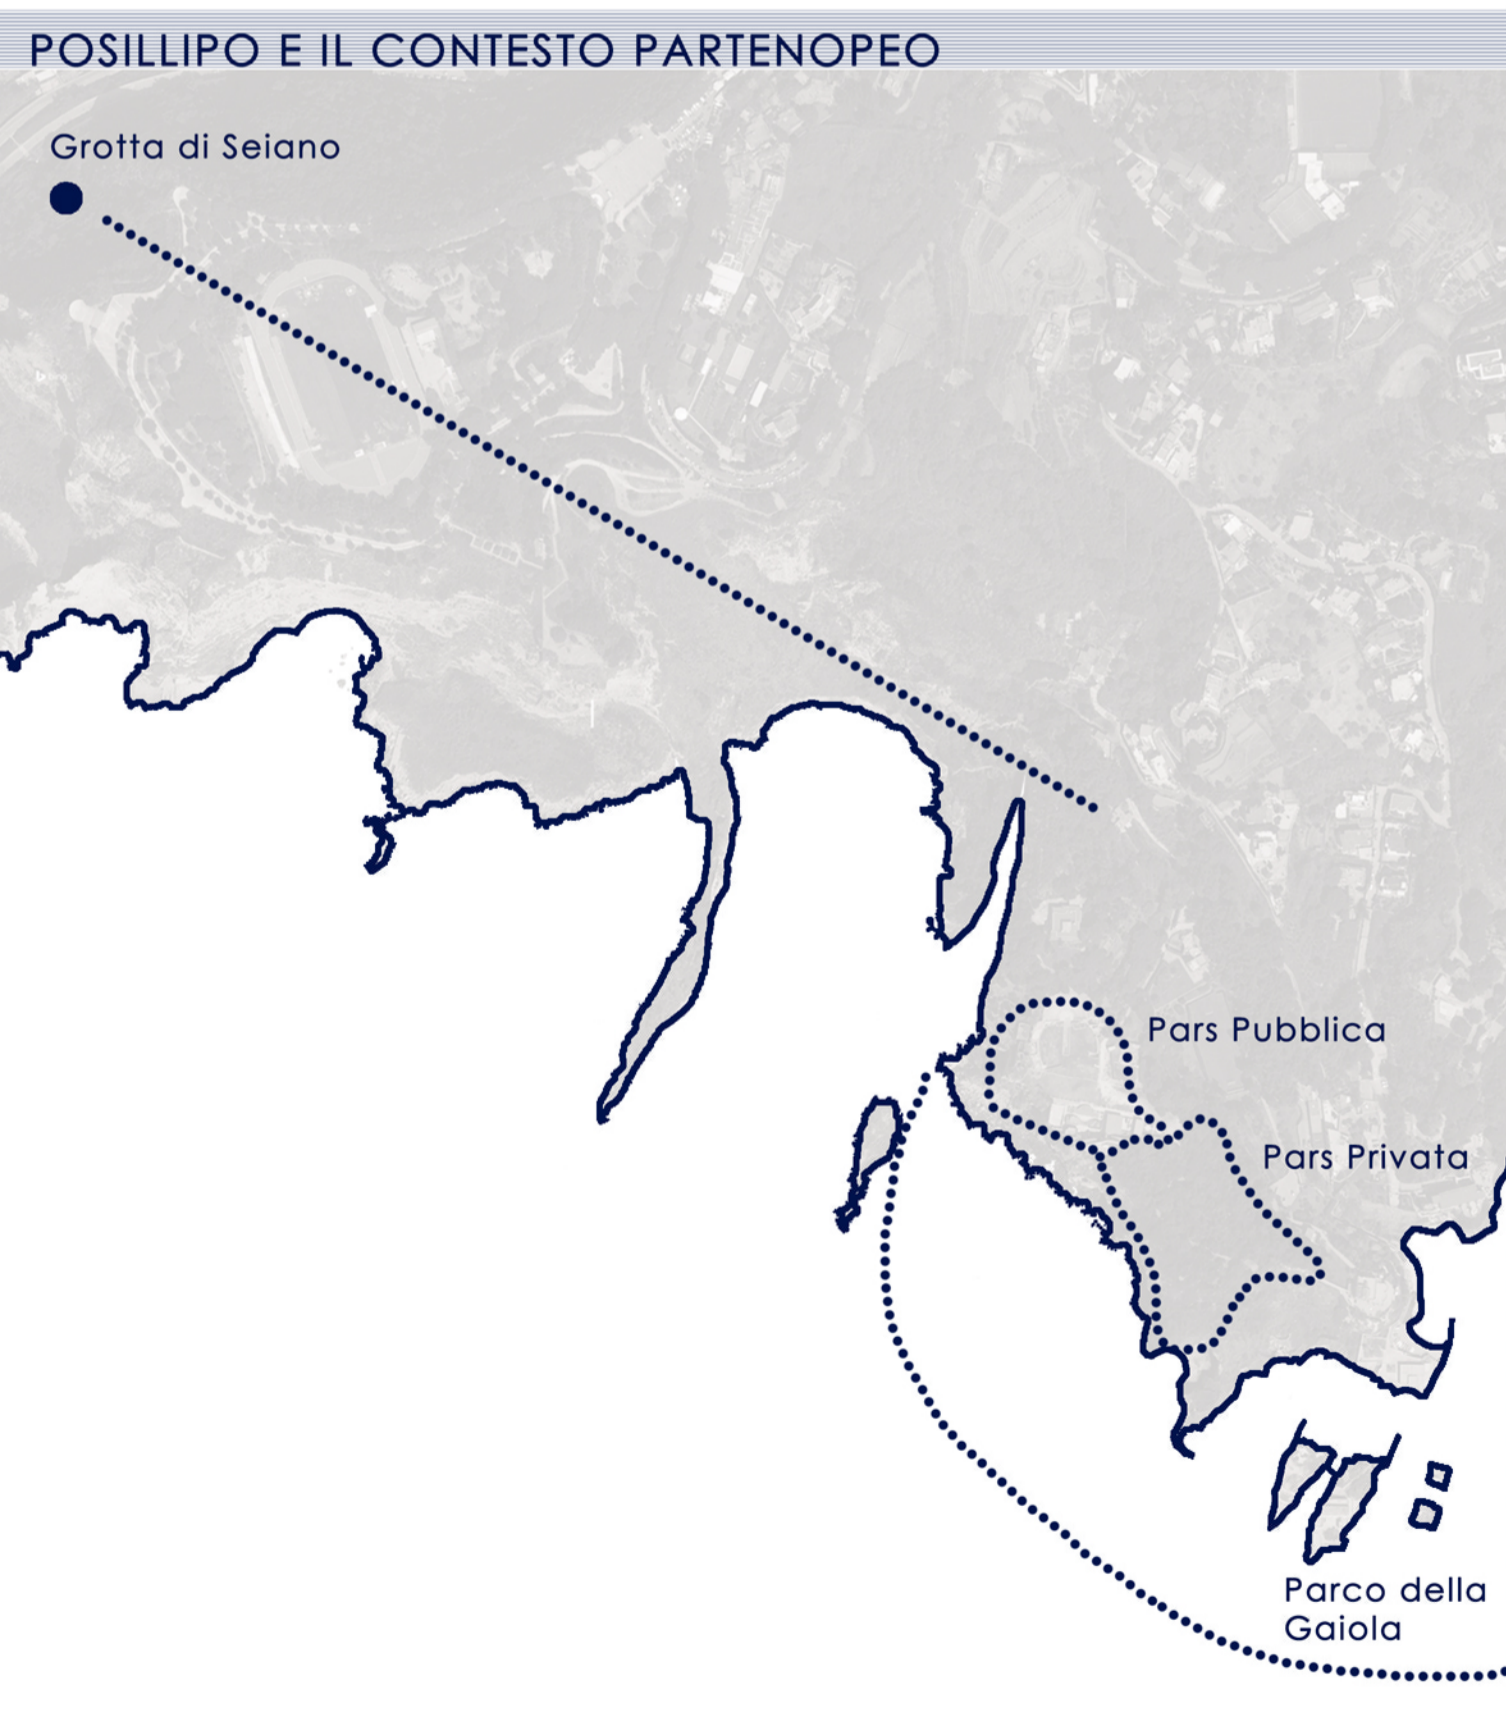 POSILLIPO E IL CONTESTO PARTENOPEO
Grotta di Seiano
Pars Pubblica
Pars Privata
Parco della
Gaiola